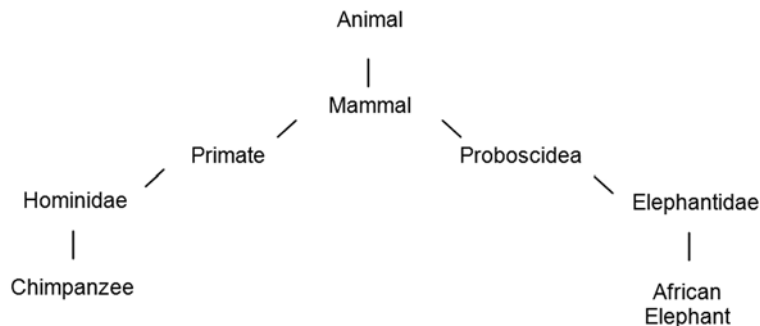 Animal
Mammal
Primate
Proboscidea
Hominidae
Elephantidae
Chimpanzee
African
Elephant